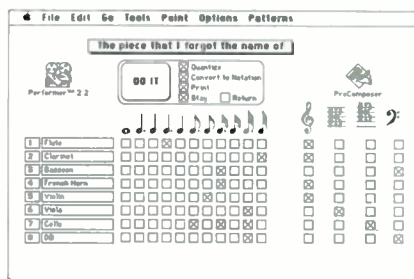 File Edit Go Tools Paint Options Patterns
The piece that I forgot the name of
DO IT
Quantize
Convert to Notation
Print
Stay Return
Performer™ 2 2
ProComposer
1 Flute
2 Clarinet
3 Bassoon
4 French Horn
5 Violin
6 Viola
7 Cello
8 DB